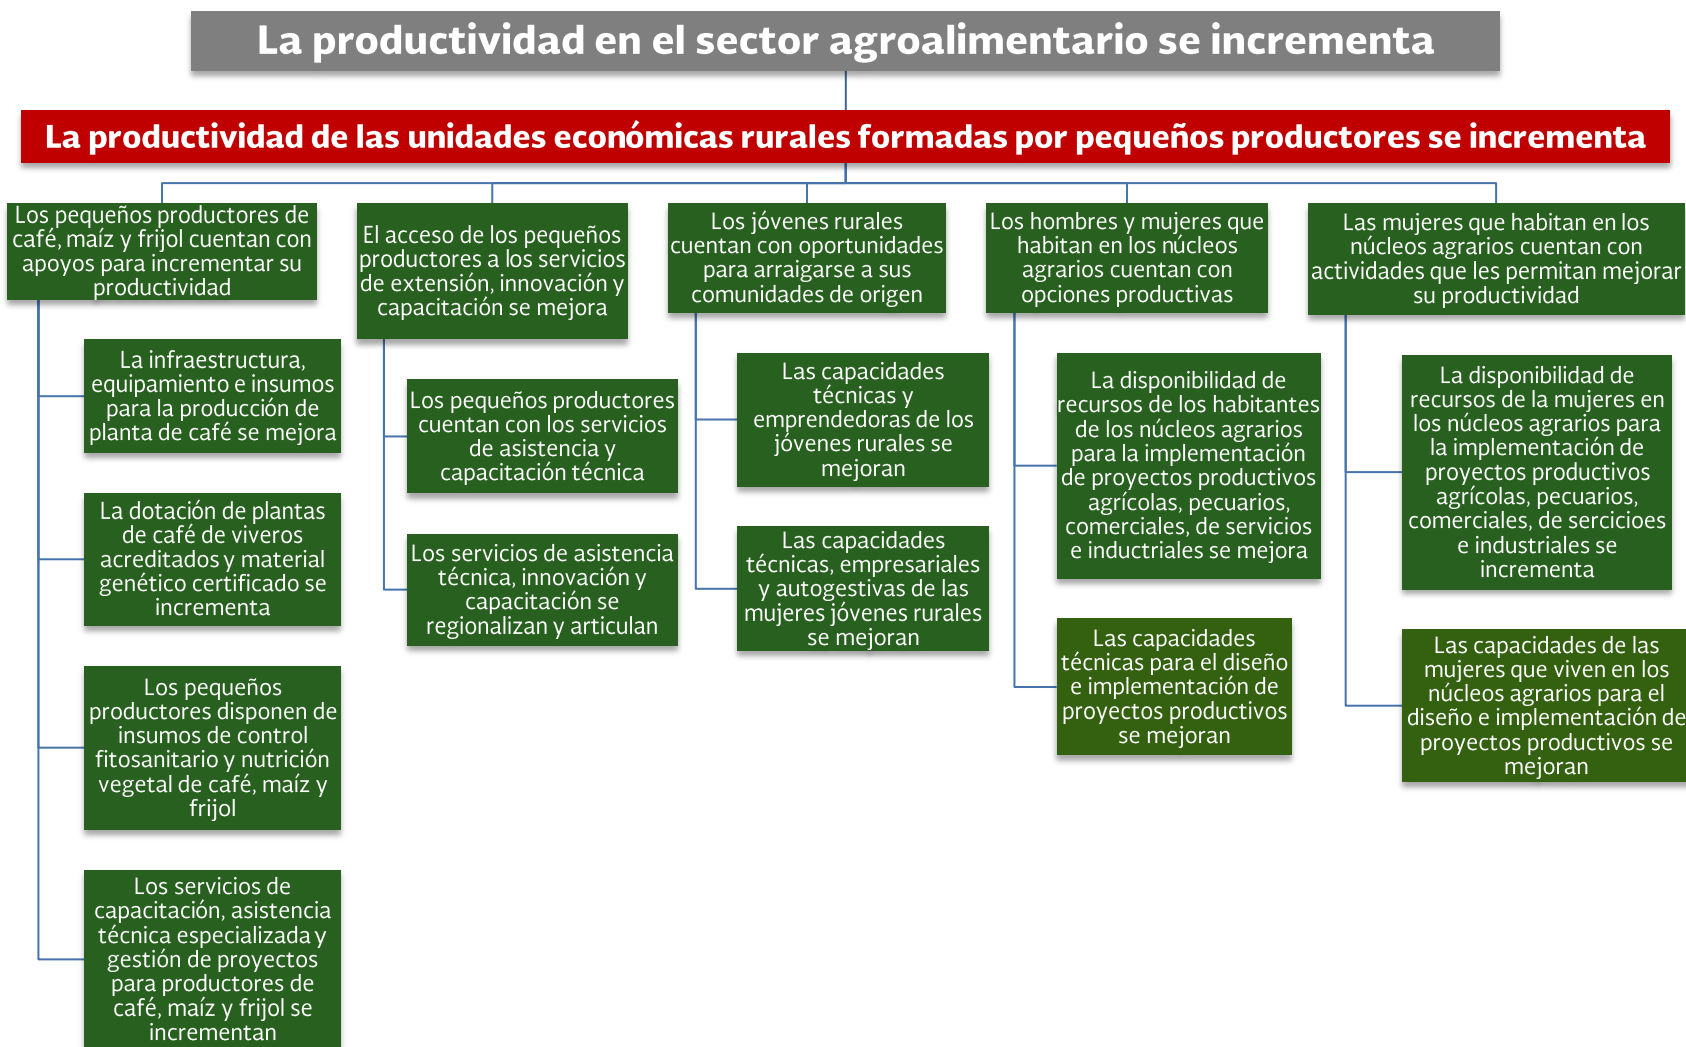 La productividad en el sector agroalimentario se incrementa
La productividad de las unidades económicas rurales formadas por pequeños productores se incrementa
Los pequeños productores de
café, maíz y frijol cuentan con
apoyos para incrementar su
productividad
La infraestructura,
equipamiento e insumos
para la producción de
planta de café se mejora
La dotación de plantas
de café de viveros
acreditados y material
genético certificado se
incrementa
Los pequeños
productores disponen de
insumos de control
fitosanitario y nutrición
vegetal de café, maíz y
frijol
Los servicios de
capacitación, asistencia
técnica especializada y
gestión de proyectos
para productores de
café, maíz y frijol se
incrementan
El acceso de los pequeños
productores a los servicios
de extensión, innovación y
capacitación se mejora
Los pequeños productores
cuentan con los servicios
de asistencia y
capacitación técnica
Los servicios de asistencia
técnica, innovación y
capacitación se
regionalizan y articulan
Los jóvenes rurales
cuentan con oportunidades
para arraigarse a sus
comunidades de origen
Las capacidades
técnicas y
emprendedoras de los
jóvenes rurales se
mejoran
Las capacidades
técnicas, empresariales
y autogestivas de las
mujeres jóvenes rurales
se mejoran
Los hombres y mujeres que
habitan en los núcleos
agrarios cuentan con
opciones productivas
La disponibilidad de
recursos de los habitantes
de los núcleos agrarios
para la implementación
de proyectos productivos
agrícolas, pecuarios,
comerciales, de servicios
e inductriales se mejora
Las capacidades
técnicas para el diseño
e implementación de
proyectos productivos
se mejoran
Las mujeres que habitan en los
núcleos agrarios cuentan con
actividades que les permitan mejorar
su productividad
La disponibilidad de
recursos de la mujeres en
los núcleos agrarios para
la implementación de
proyectos productivos
agrícolas, pecuarios,
comerciales, de sercicioes
e industriales se
incrementa
Las capacidades de las
mujeres que viven en los
núcleos agrarios para el
diseño e implementación de
proyectos productivos se
mejoran